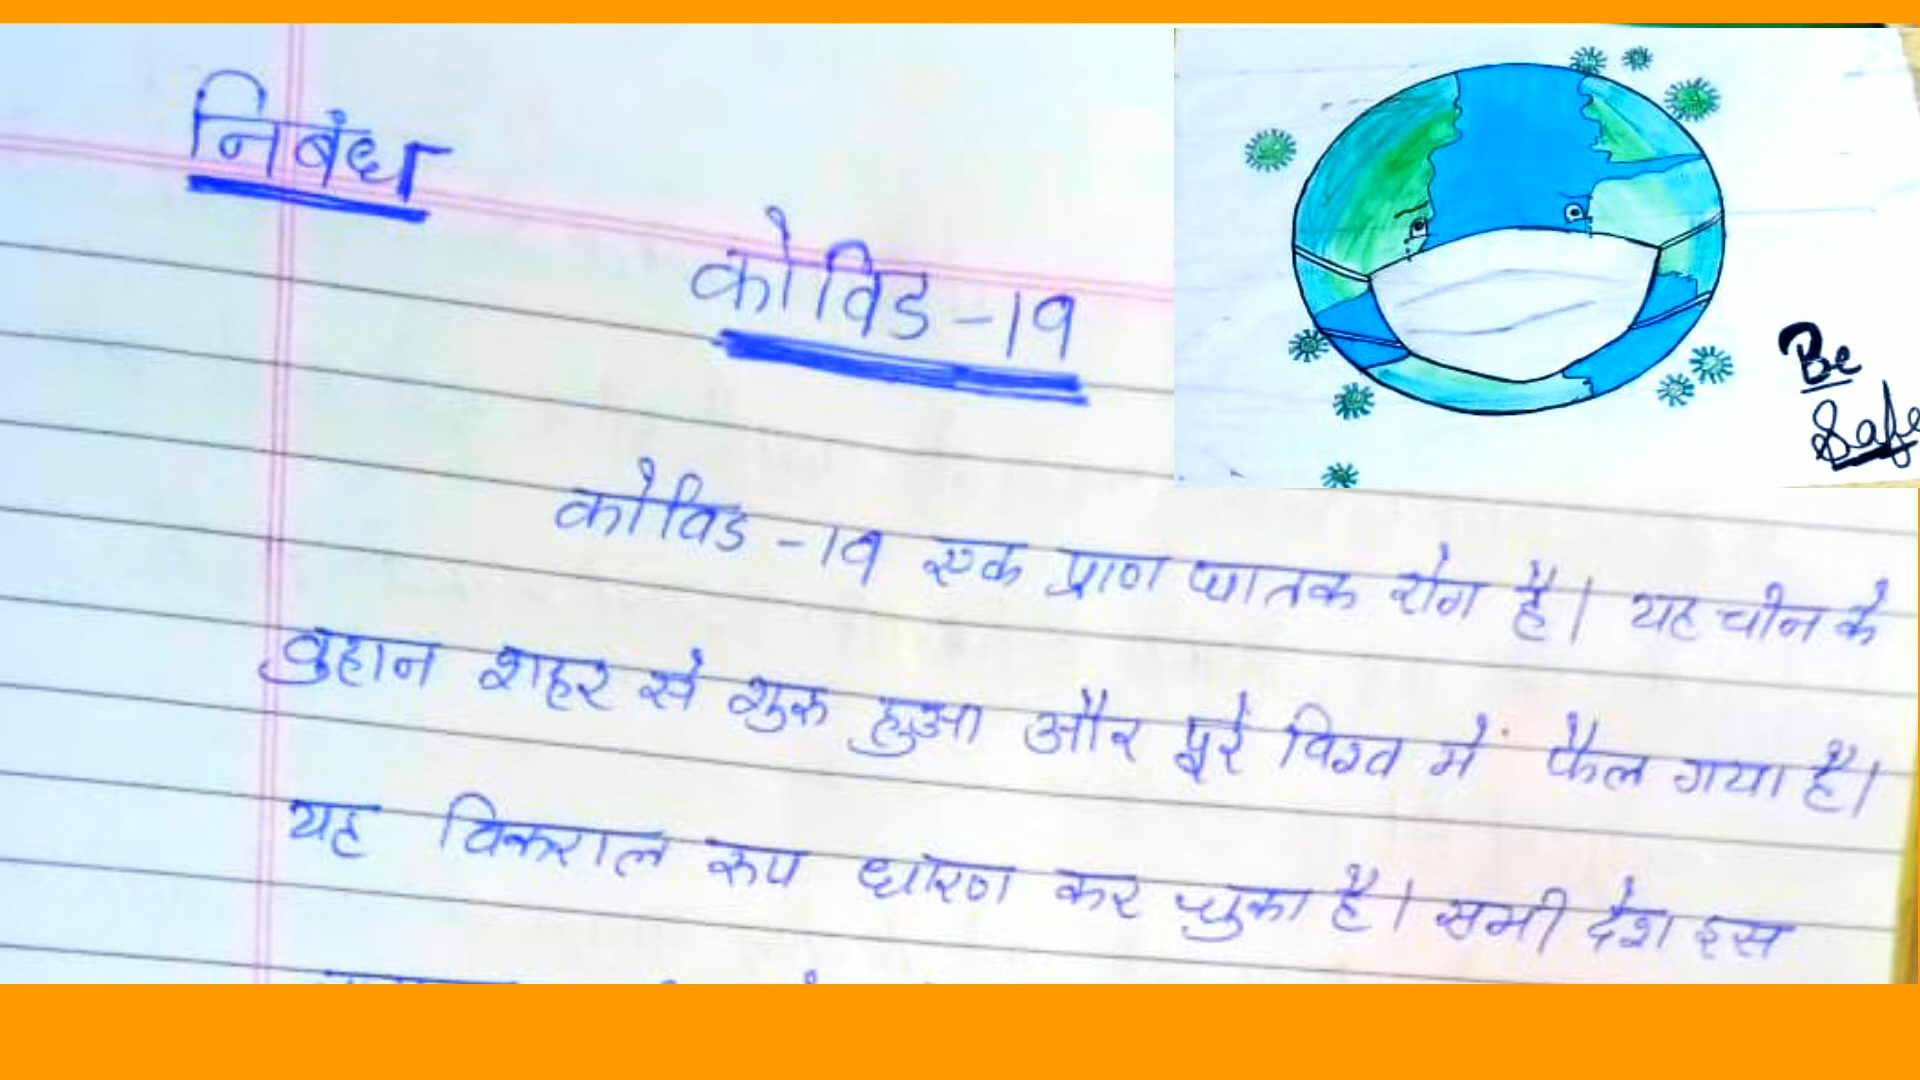 निबंध
कोविड-19
Be
Safe
कोविड-19 एक प्राण घातक रोग है। यह चीन के
वुहान शहर से शुरू हुआ और पूरे विश्व में फैल गया है।
यह विकराल रूप धारण कर चुका है। सभी देश इस